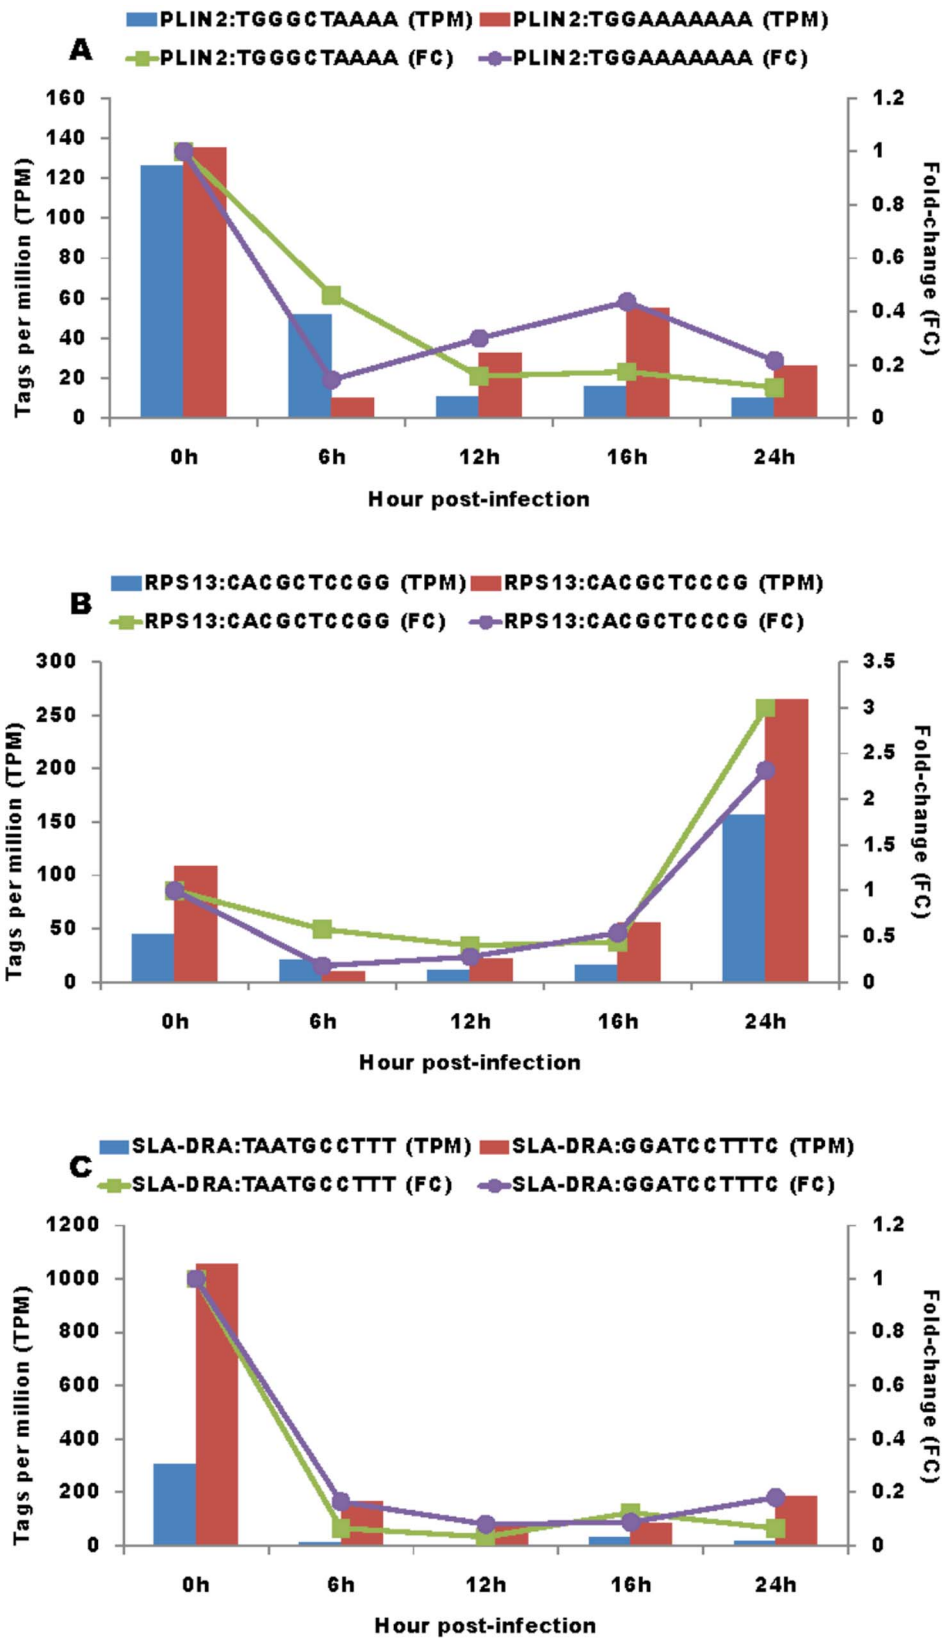 PLIN2:TGGGCTAAAA (TPM) PLIN2:TGGAAAAAAA (TPM)
A
PLIN2:TGGGCTAAAA (FC) PLIN2:TGGAAAAAAA (FC)
160 1.2
140
1
120
100 0.8
80 0.6
60
0.4
40
0.2
20
0 0
Tags per million (TPM)
Fold-change (FC)
0h 6h 12h 16h 24h
Hour post-infection
RPS13:CACGCTCCGG (TPM) RPS13:CACGCTCCCG (TPM)
B
RPS13:CACGCTCCGG (FC) RPS13:CACGCTCCCG (FC)
300 3.5
250 3
2.5
200
2
150
1.5
100
1
50 0.5
0 0
Tags per million (TPM)
Fold-change (FC)
0h 6h 12h 16h 24h
Hour post-infection
SLA-DRA:TAATGCCTTT (TPM) SLA-DRA:GGATCCTTTC (TPM)
C
SLA-DRA:TAATGCCTTT (FC) SLA-DRA:GGATCCTTTC (FC)
1200 1.2
1000 1
800 0.8
600 0.6
400 0.4
200 0.2
0 0
Tags per million (TPM)
Fold-change (FC)
0h 6h 12h 16h 24h
Hour post-infection